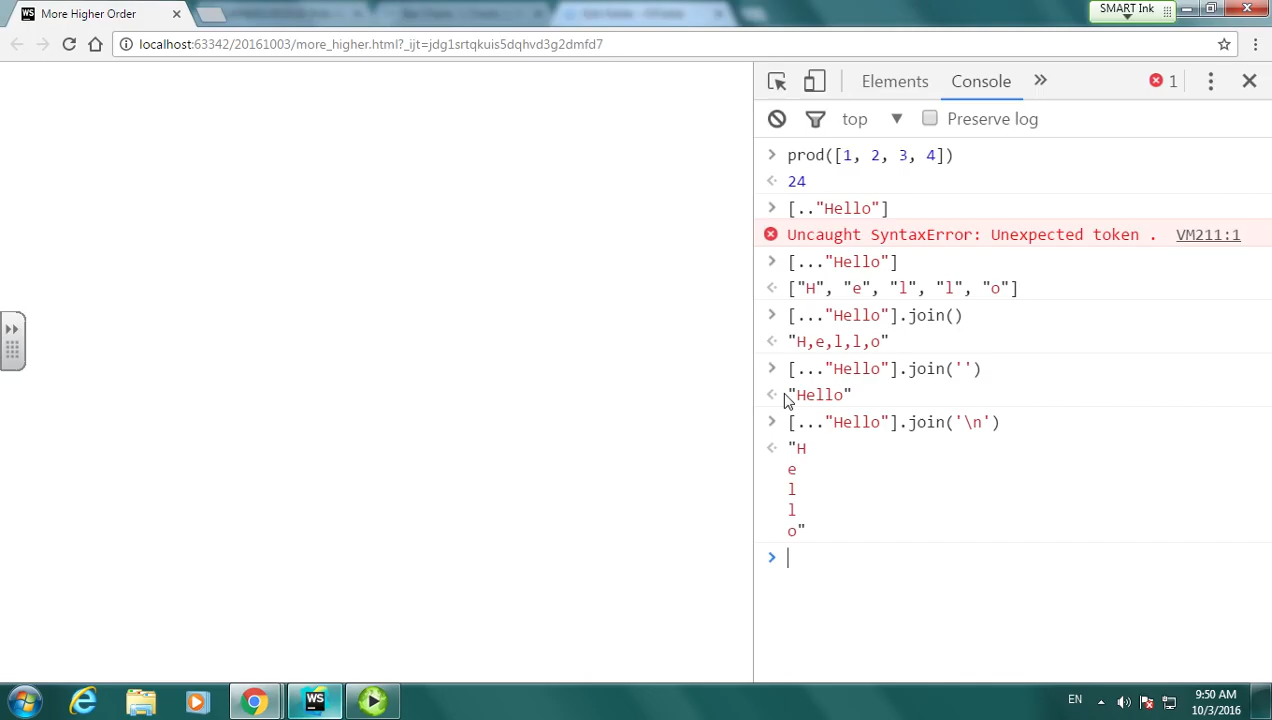 More Higher Order
SMART Ink
localhost:63342/20161003/more_higher.html?_ijt=jdg1srtqkuis5dqhvd3g2dmfd7
Elements Console 1
top Preserve log
prod([1, 2, 3, 4])
24
[.."Hello"]
Uncaught SyntaxError: Unexpected token . VM211:1
[..."Hello"]
["H", "e", "l", "l", "o"]
[..."Hello"].join()
"H,e,l,l,o"
[..."Hello"].join('')
"Hello"
[..."Hello"].join('\n')
"H
e
l
l
o"
WS
EN
9:50 AM
10/3/2016